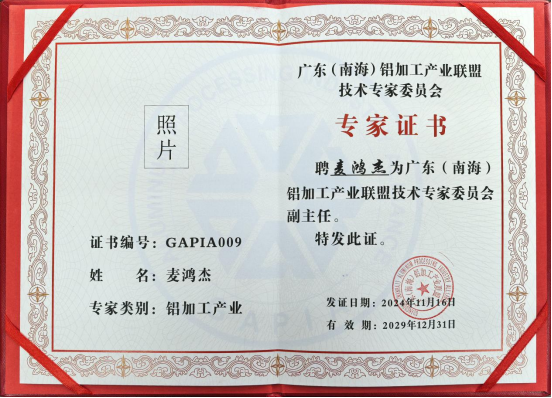 照片
证书编号：GAPIA009
姓 名：麦鸿杰
专家类别：铝加工产业
广东（南海）铝加工产业联盟
技术专家委员会
专家证书
聘麦鸿杰为广东（南海）
铝加工产业联盟技术专家委员会
副主任。
特发此证。
发证日期：2024年11月16日
有 效 期：2029年12月31日